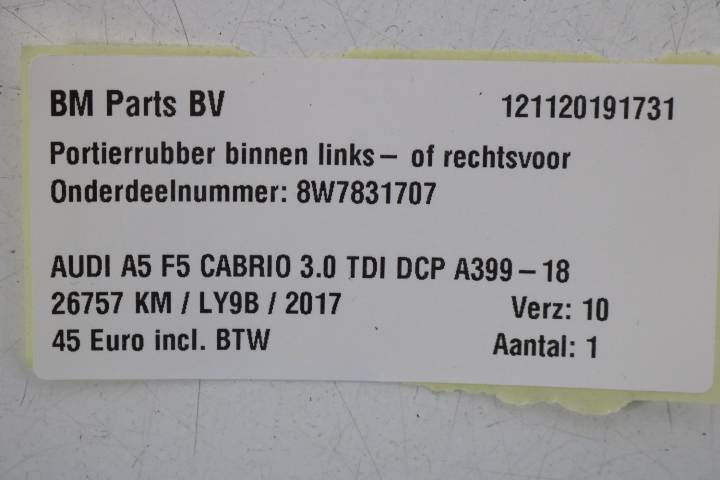 BM Parts BV 121120191731
Portierrubber binnen links- of rechtsvoor
Onderdeelnummer: 8W7831707
AUDI A5 F5 CABRIO 3.0 TDI DCP A399-18
26757 KM / LY9B / 2017 Verz: 10
45 Euro incl. BTW Aantal: 1